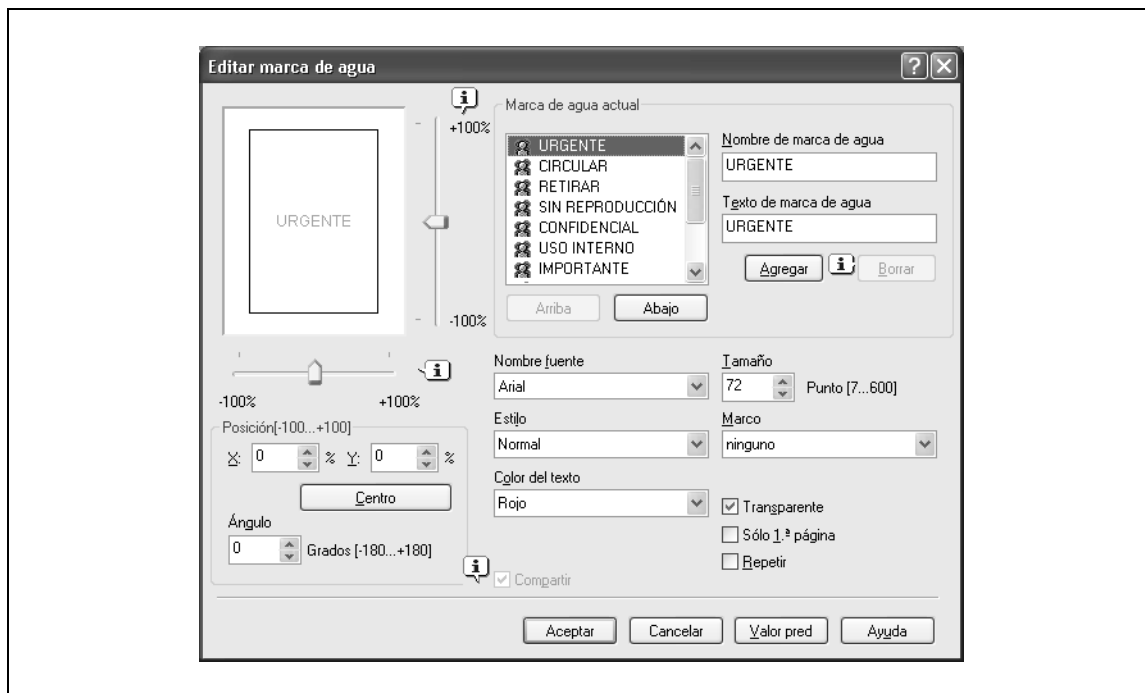 Editar marca de agua
Marca de agua actual
+100%
URGENTE
CIRCULAR
RETIRAR
SIN REPRODUCCIÓN
CONFIDENCIAL
USO INTERNO
IMPORTANTE
Nombre de marca de agua
URGENTE
Texto de marca de agua
URGENTE
URGENTE
Agregar
Borrar
Arriba
Abajo
-100%
-100%
+100%
Nombre fuente
Arial
Tamaño
72
Punto [7...600]
Posición[-100...+100]
X: 0 % Y: 0 %
Centro
Estilo
Normal
Marco
ninguno
Color del texto
Rojo
Transparente
Sólo 1.ª página
Repetir
Ángulo
0 Grados [-180...+180]
Compartir
Aceptar
Cancelar
Valor pred
Ayuda